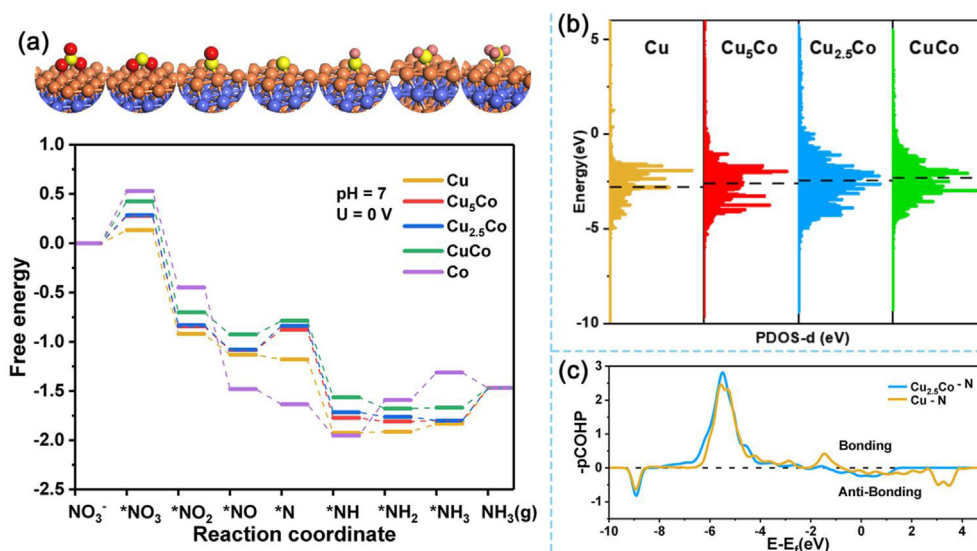 (a)
1.0
0.5
0.0
-0.5
-1.0
-1.5
-2.0
-2.5
Free energy
pH = 7
U = 0 V
Cu
Cu₅Co
Cu₂.₅Co
CuCo
Co
NO₃⁻ *NO₃ *NO₂ *NO *N *NH *NH₂ *NH₃ NH₃(g)
Reaction coordinate
(b)
Cu Cu₅Co Cu₂.₅Co CuCo
5
0
-5
-10
Energy(eV)
PDOS-d (eV)
(c)
3
2
1
0
1
-pCOHP
Cu₂.₅Co - N
Cu - N
Bonding
Anti-Bonding
-10 -8 -6 -4 -2 0 2 4
E-E_f(eV)